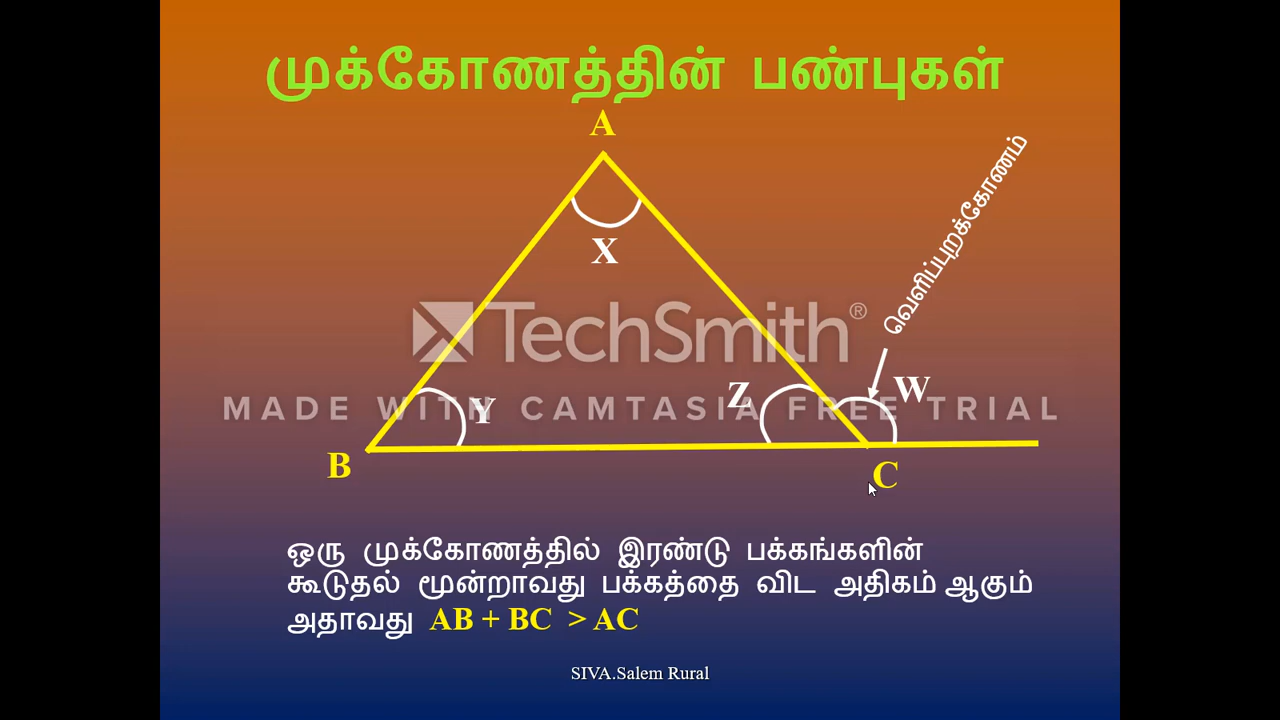 முக்கோணத்தின் பண்புகள்
A
வெளிப்புறக்கோணம்
X
TechSmith®
Z
W
Y
MADE WITH CAMTASIA FREE TRIAL
B
C
ஒரு முக்கோணத்தில் இரண்டு பக்கங்களின்
கூடுதல் மூன்றாவது பக்கத்தை விட அதிகம் ஆகும்
அதாவது AB + BC > AC
SIVA.Salem Rural